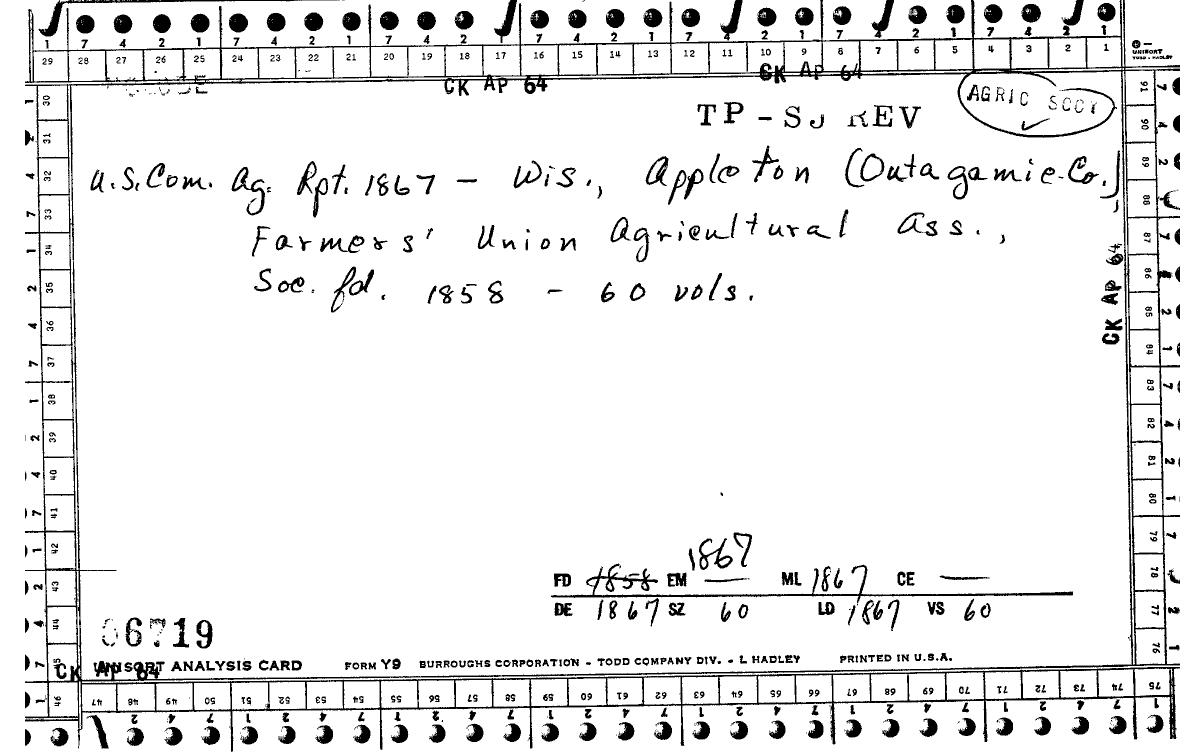 7 4 2 1 7 4 2 1 7 4 2 1 7 4 2 1 7 4 2 1 7 4 2 1
29 28 27 26 25 24 23 22 21 20 19 18 17 16 15 14 13 12 11 10 9 8 7 6 5 4 3 2 1
UNISORT
TODD - HADLEY
CK AP 64 CK AP 64
TP - SJ REV
AGRIC SCCY
U.S. Com. Ag. Rpt. 1867 — Wis., Appleton (Outagamie Co.)
Farmers' Union Agricultural Ass.,
Soc. fd. 1858 - 60 vols.
CK AP 64
30 31 32 33 34 35 36 37 38 39 40 41 42 43 44 45 46
91 90 89 88 87 86 85 84 83 82 81 80 79 78 77 76 75
1867
FD 1858 EM — ML 1867 CE —
DE 1867 SZ 60 LD 1867 VS 60
6719
CK AP 64
UNISORT ANALYSIS CARD FORM Y9 BURROUGHS CORPORATION - TODD COMPANY DIV. - L HADLEY PRINTED IN U.S.A.
47 48 49 50 51 52 53 54 55 56 57 58 59 60 61 62 63 64 65 66 67 68 69 70 71 72 73 74 75